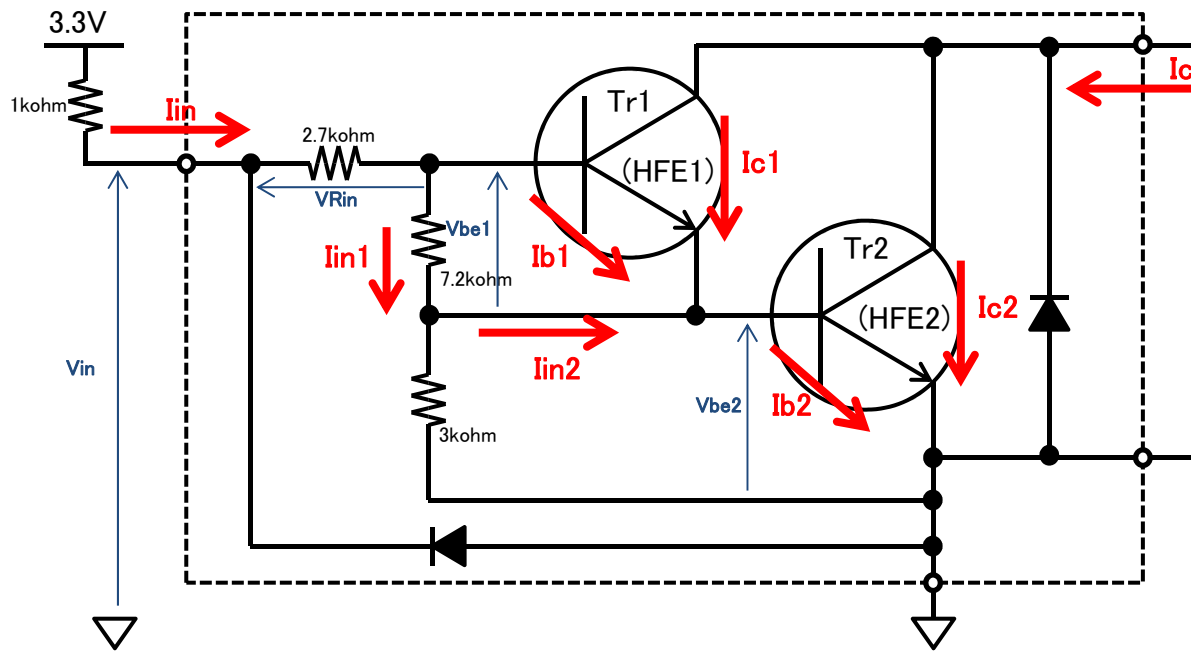 3.3V
1kohm
Iin
2.7kohm
VRin
Tr1
(HFE1)
Ic1
Ic
Vbe1
Ib1
Iin1
7.2kohm
Tr2
(HFE2)
Ic2
Iin2
Vin
Vbe2
Ib2
3kohm